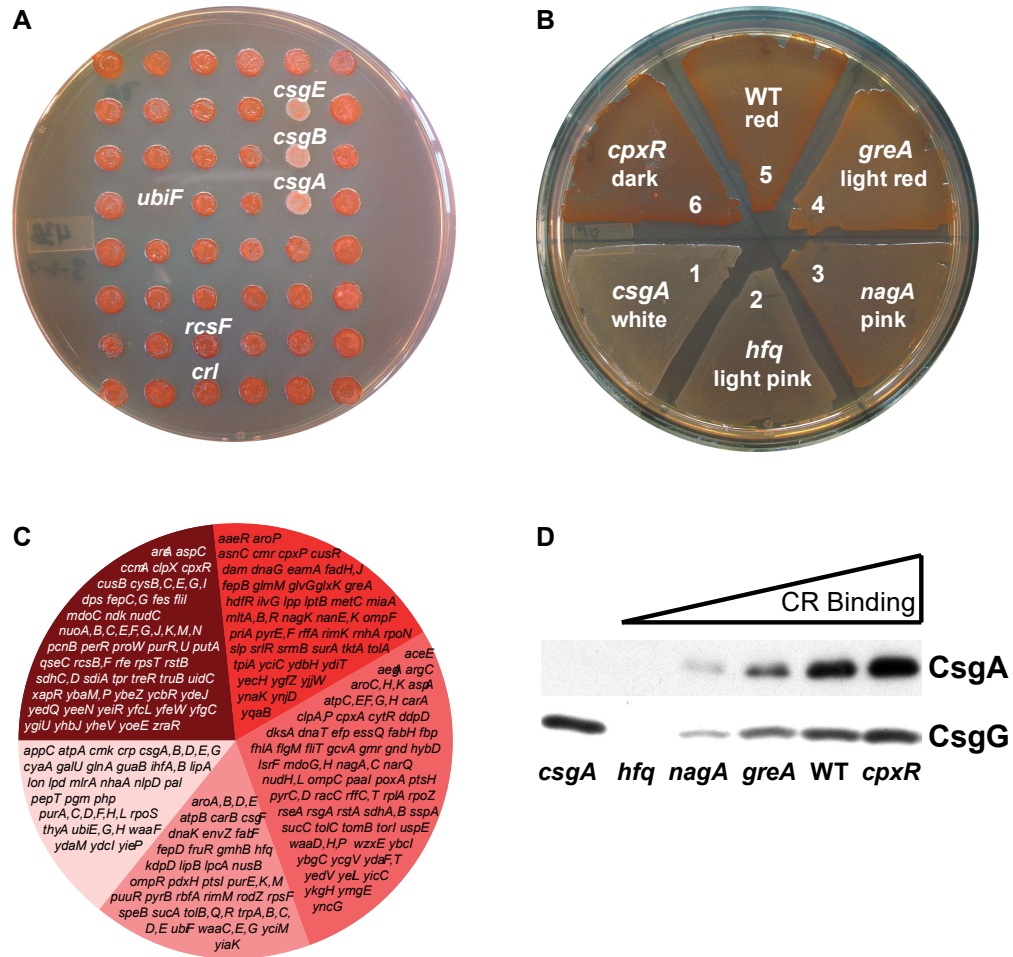 A
csgE
csgB
csgA
ubiF
rcsF
crl
B
WT
red
cpxR
dark
greA
light red
5
6
4
1
2
3
csgA
white
hfq
light pink
nagA
pink
C
areA aspC
ccmA clpX cpxR
cusB cysB,C,E,G,I
dps fepC,G fes fliI
mdoC ndk nudC
nuoA,B,C,E,F,G,J,K,M,N
pcnB perR proW purR,U putA
qseC rcsB,F rfe rpsT rstB
sdhC,D sdiA tpr treR truB uidC
xapR ybaM,P ybeZ ycbR ydeJ
yedQ yeeN yeiR yfcL yfeW yfgC
ygiU yhbJ yheV yoeE zraR
aaeR aroP
asnC cmr cpxP cusR
dam dnaG eamA fadH,J
fepB glmM glvGglxK greA
hdfR ilvG lpp lptB metC miaA
mltA,B,R nagK nanE,K ompF
priA pyrE,F rffA rimK rnhA rpoN
slp srlR srmB surA tktA tolA
tpiA yciC ydbH ydiT
yecH ygfZ yjjW
ynaK ynjD
yqaB
aceE
aegA argC
aroC,H,K aspA
atpC,EF,G,H carA
clpA,P cpxA cytR ddpD
dksA dnaT efp essQ fabH fbp
fhlA flgM fliT gcvA gmr gnd hybD
lsrF mdoG,H nagA,C narQ
nudH,L ompC paaI poxA ptsH
pyrC,D racC rffC,T rplA rpoZ
rseA rsgA rstA sdhA,B sspA
sucC tolC tomB torI uspE
waaD,H,P wzxE ybcI
ybgC ycgV ydaF,T
yedV yeL yicC
ykgH ymgE
yncG
appC atpA cmk crp csgA,B,D,E,G
cyaA galU glnA guaB ihfA,B lipA
lon lpd mlrA nhaA nlpD pal
pepT pgm php
purA,C,D,F,H,L rpoS
thyA ubiE,G,H waaF
ydaM ydcI yieP
aroA,B,D,E
atpB carB csgF
dnaK envZ fabF
fepD fruR gmhB hfq
kdpD lipB lpcA nusB
ompR pdxH ptsI purE,K,M
puuR pyrB rbfA rimM rodZ rpsF
speB sucA tolB,Q,R trpA,B,C,
D,E ubiF waaC,E,G yciM
yiaK
D
CR Binding
CsgA
CsgG
csgA hfq nagA greA WT cpxR